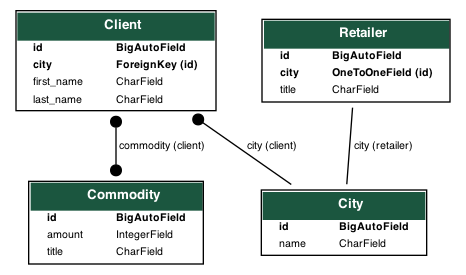 Client
id BigAutoField
city ForeignKey (id)
first_name CharField
last_name CharField
Retailer
id BigAutoField
city OneToOneField (id)
title CharField
commodity (client)
city (client)
city (retailer)
Commodity
id BigAutoField
amount IntegerField
title CharField
City
id BigAutoField
name CharField